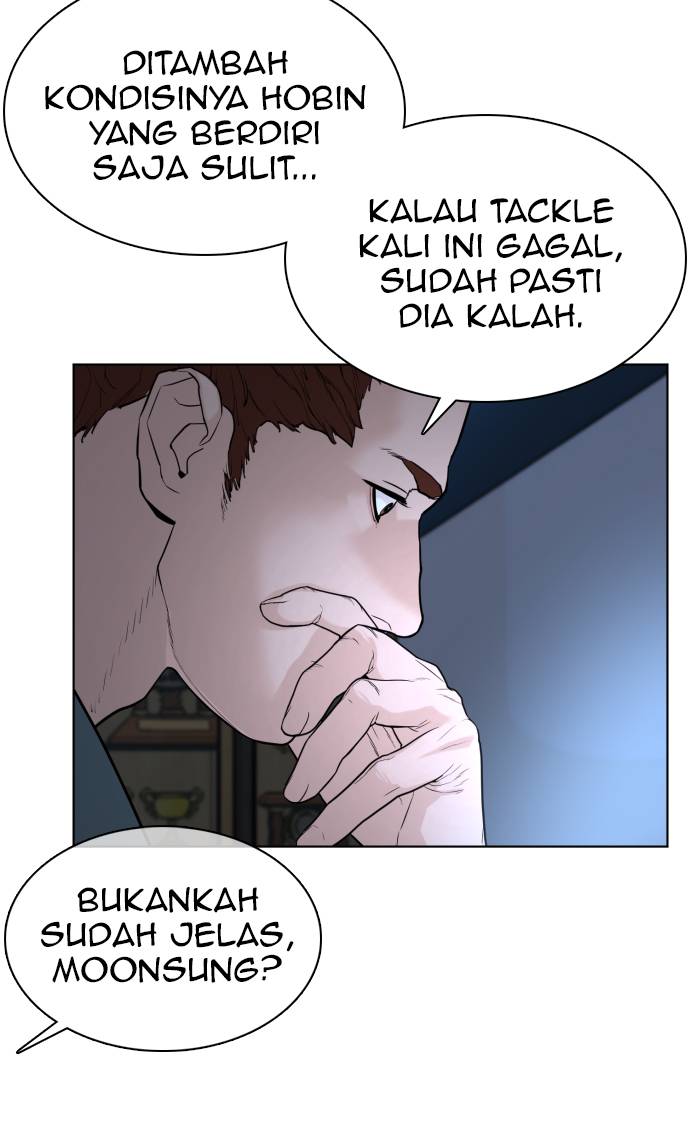 DITAMBAH
KONDISINYA HOBIN
YANG BERDIRI
SAJA SULIT...
KALAU TACKLE
KALI INI GAGAL,
SUDAH PASTI
DIA KALAH.
BUKANKAH
SUDAH JELAS,
MOONSUNG?